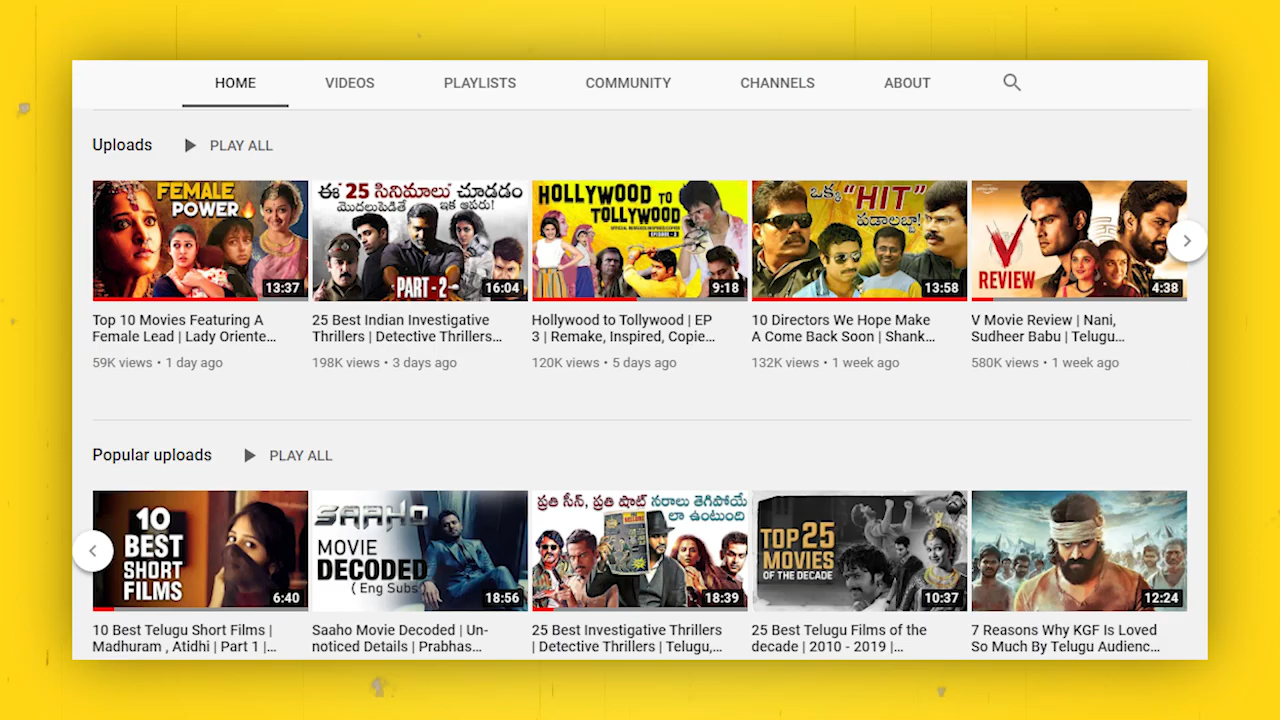 HOME VIDEOS PLAYLISTS COMMUNITY CHANNELS ABOUT
Uploads PLAY ALL
FEMALE
POWER
13:37
ఈ 25 సినిమాలు చూడడం
మొదలుపెడితే ఇక ఆపరు!
PART-2
16:04
HOLLYWOOD TO
TOLLYWOOD
9:18
ఒక్క "HIT"
పడాలబ్బా!
13:58
V
REVIEW
4:38
Top 10 Movies Featuring A
Female Lead | Lady Oriente...
59K views • 1 day ago
25 Best Indian Investigative
Thrillers | Detective Thrillers...
198K views • 3 days ago
Hollywood to Tollywood | EP
3 | Remake, Inspired, Copie...
120K views • 5 days ago
10 Directors We Hope Make
A Come Back Soon | Shank...
132K views • 1 week ago
V Movie Review | Nani,
Sudheer Babu | Telugu...
580K views • 1 week ago
Popular uploads PLAY ALL
10
BEST
SHORT
FILMS
6:40
SAAHO
MOVIE
DECODED
( Eng Subs
18:56
ప్రతి సీన్, ప్రతి షాట్ నరాలు తెగిపోయే
లా ఉంటుంది
18:39
TOP 25
MOVIES
OF THE DECADE
10:37
12:24
10 Best Telugu Short Films |
Madhuram , Atidhi | Part 1 |...
Saaho Movie Decoded | Un-
noticed Details | Prabhas...
25 Best Investigative Thrillers
| Detective Thrillers | Telugu,...
25 Best Telugu Films of the
decade | 2010 - 2019 |...
7 Reasons Why KGF Is Loved
So Much By Telugu Audienc...